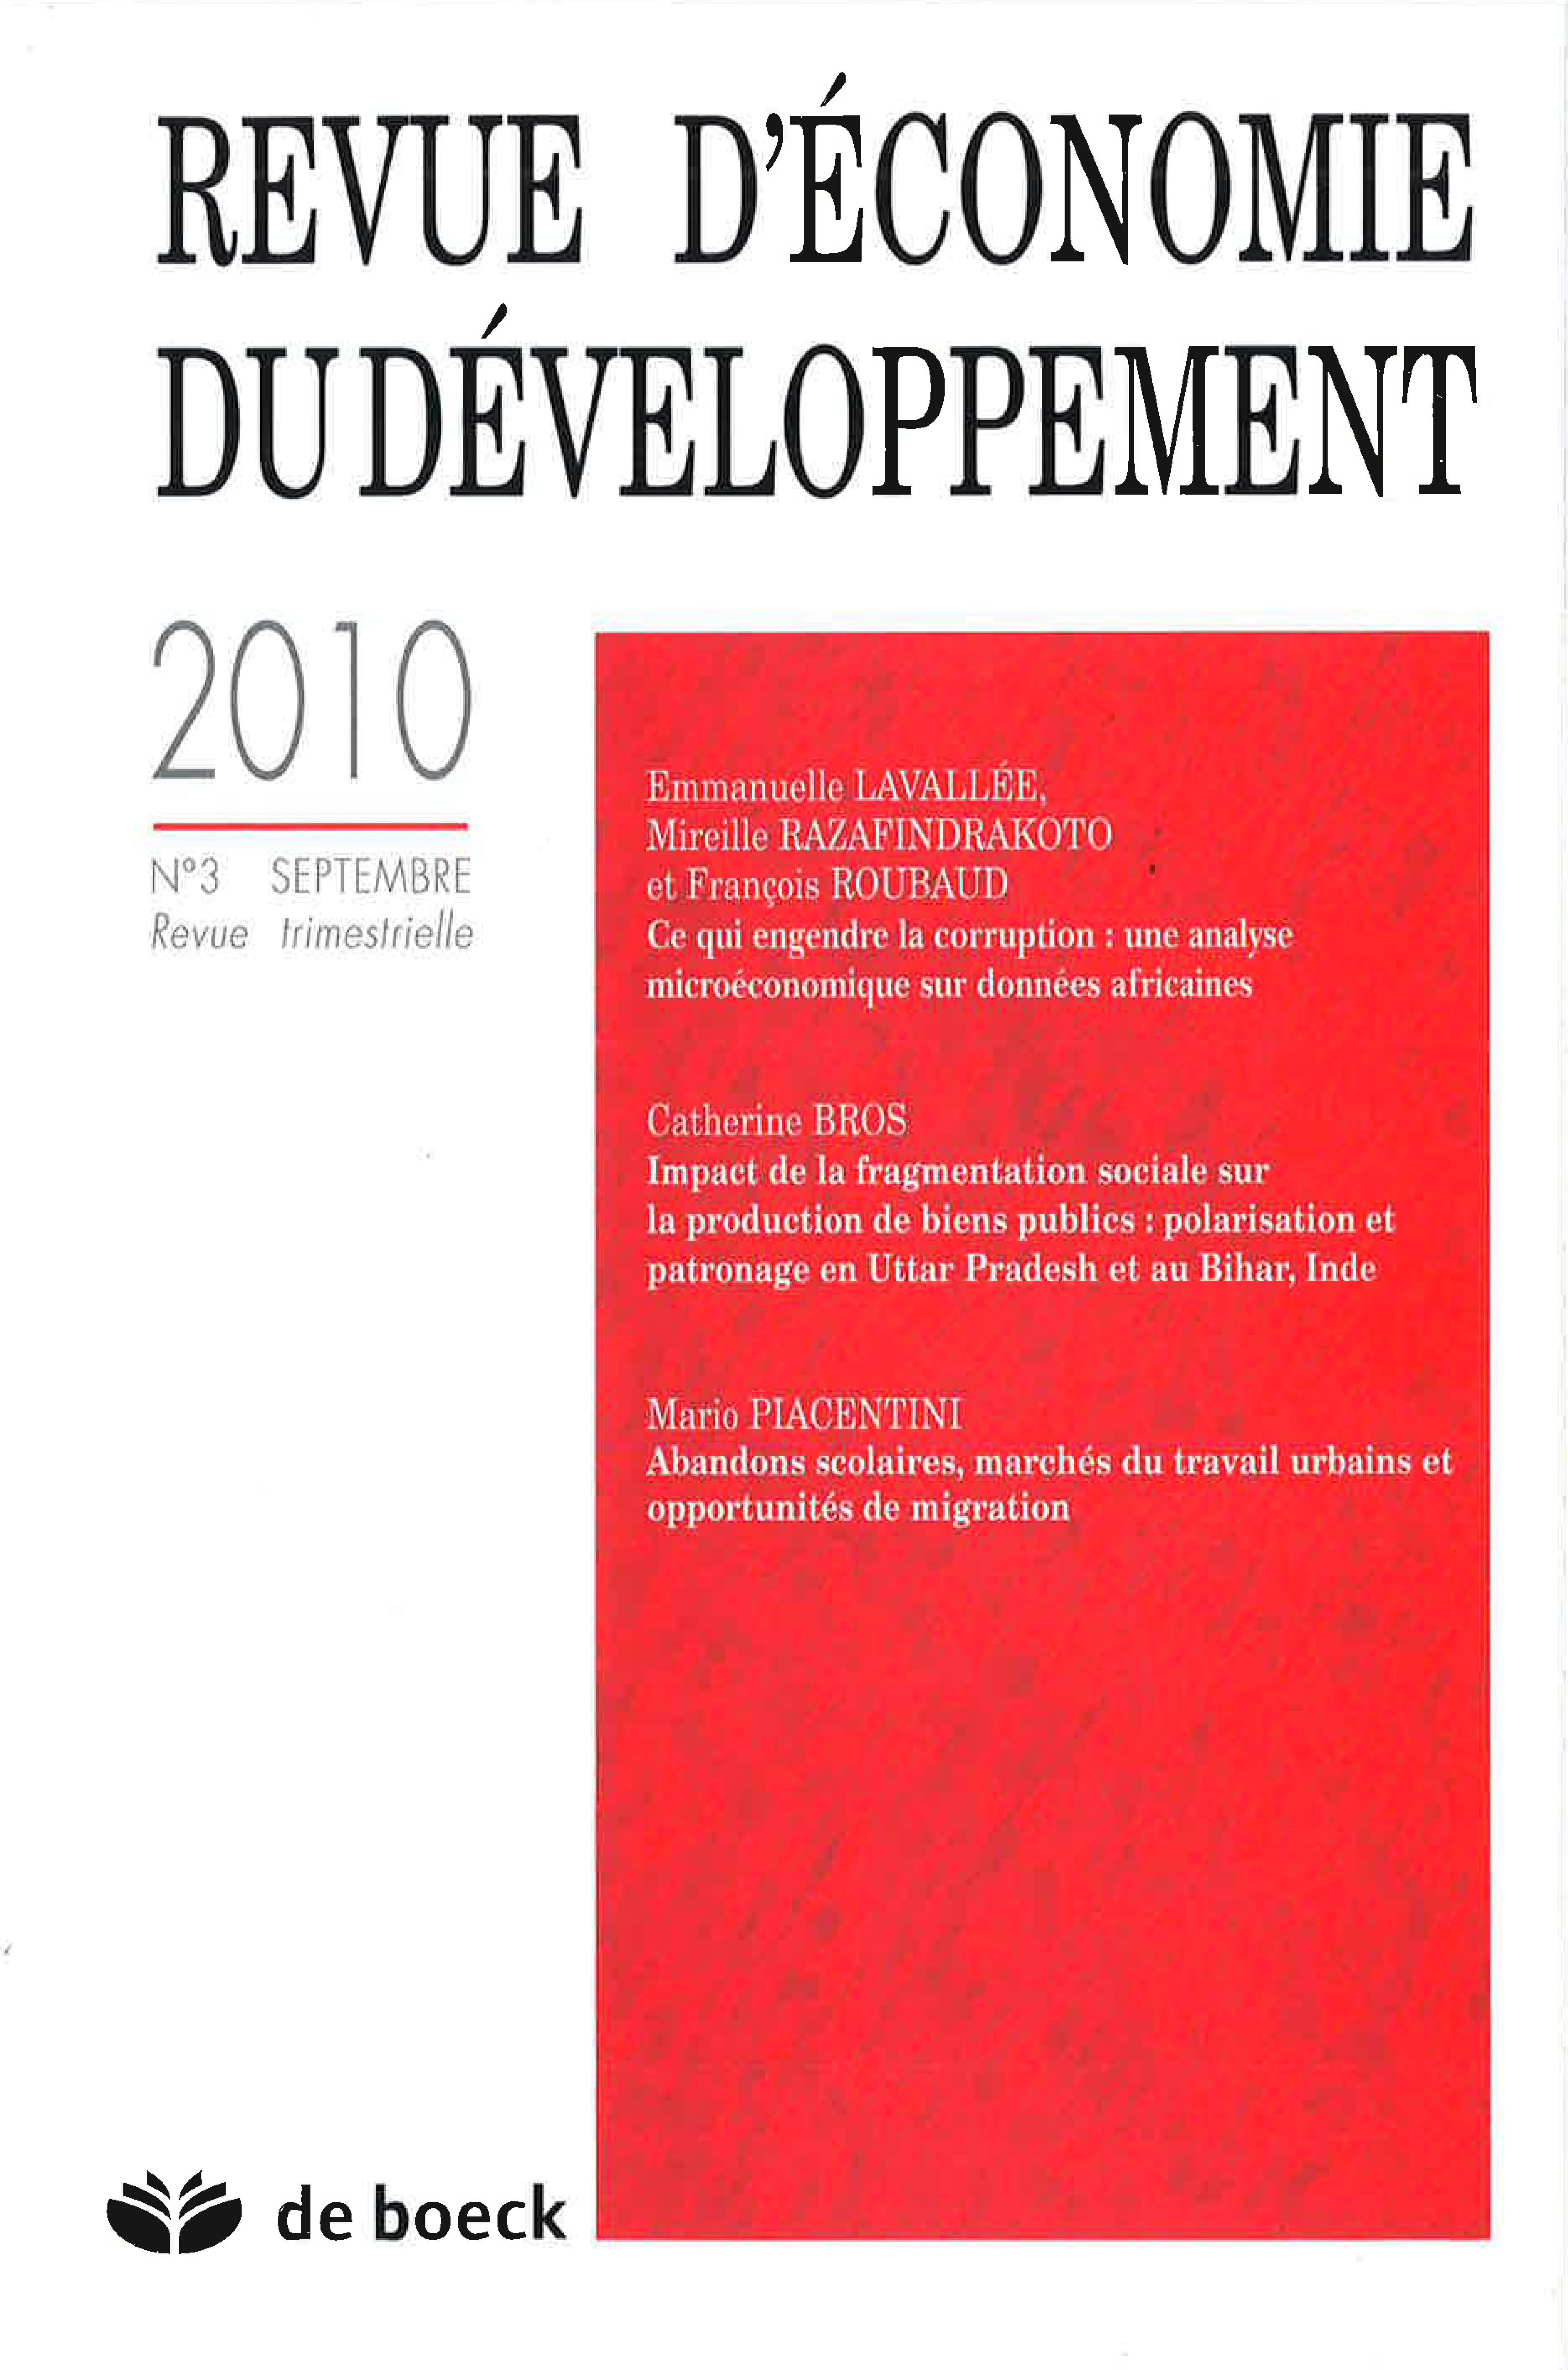 REVUE D'ÉCONOMIE
DU DÉVELOPPEMENT
2010
N°3 SEPTEMBRE
Revue trimestrielle
Emmanuelle LAVALLÉE,
Mireille RAZAFINDRAKOTO
et François ROUBAUD
Ce qui engendre la corruption : une analyse
microéconomique sur données africaines
Catherine BROS
Impact de la fragmentation sociale sur
la production de biens publics : polarisation et
patronage en Uttar Pradesh et au Bihar, Inde
Mario PIACENTINI
Abandons scolaires, marchés du travail urbains et
opportunités de migration
de boeck